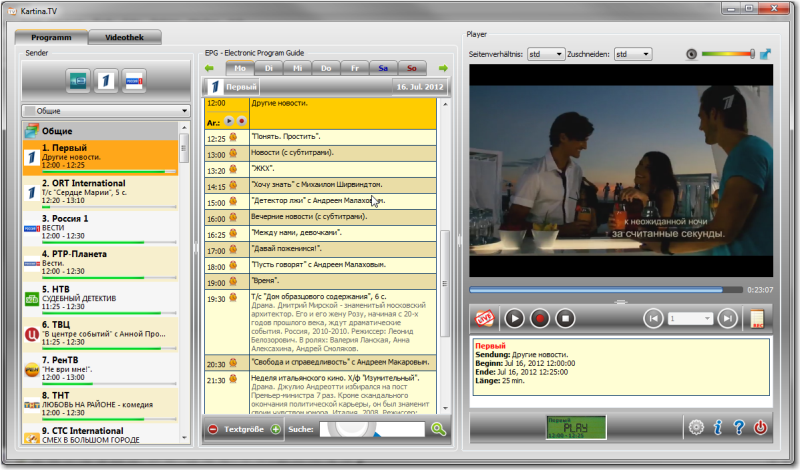 Kartina.TV
Programm
Videothek
Sender
Общие
Общие
1. Первый
Другие новости.
12:00 - 12:25
2. ORT International
Т/с "Сердце Марии", 5 с.
12:20 - 13:10
3. Россия 1
ВЕСТИ
12:00 - 12:30
4. РТР-Планета
Вести.
12:00 - 12:30
5. НТВ
СУДЕБНЫЙ ДЕТЕКТИВ
11:25 - 12:30
6. ТВЦ
"В центре событий" с Анной Про...
12:00 - 12:30
7. РенТВ
"Не ври мне!".
12:00 - 13:00
8. ТНТ
ЛЮБОВЬ НА РАЙОНЕ - комедия
12:00 - 12:30
9. СТС International
СМЕХ В БОЛЬШОМ ГОРОДЕ
EPG - Electronic Program Guide
Mo
Di
Mi
Do
Fr
Sa
So
Первый
16. Jul. 2012
12:00 Другие новости.
Ar.:
12:25 "Понять. Простить".
13:00 Новости (с субтитрами).
13:20 "ЖКХ".
14:15 "Хочу знать" с Михаилом Ширвиндтом.
15:00 "Детектор лжи" с Андреем Малаховым.
16:00 Вечерние новости (с субтитрами).
16:25 "Между нами, девочками".
17:00 "Давай поженимся!".
18:00 "Пусть говорят" с Андреем Малаховым.
19:00 "Время".
19:30 Т/с "Дом образцового содержания", 6 с.
Драма. Дмитрий Мирской - знаменитый московский
архитектор. Его и его жену Розу, начиная с 20-х
годов прошлого века, ждут драматические
события. Россия, 2010-2010. Режиссер: Леонид
Белозорович. В ролях: Валерия Ланская, Анна
Алексахина, Андрей Смоляков.
20:30 "Свобода и справедливость" с Андреем Макаровым.
21:30 Неделя итальянского кино. Х/ф "Изумительный".
Драма. Джулио Андреотти избирался на пост
Премьер-министра 7 раз. Кроме скандального
окончания политической карьеры, он был знаменит
своим чувством юмора. Италия, 2008. Режиссер:
Textgröße
Suche:
Player
Seitenverhältnis:
std
Zuschneiden:
std
к неожиданной ночи
за считанные секунды.
0:23:07
LIVE
1
Первый
Sendung: Другие новости.
Beginn: Jul 16, 2012 12:00:00
Ende: Jul 16, 2012 12:25:00
Länge: 25 min.
Первый
PLAY
12:00 - 12:25